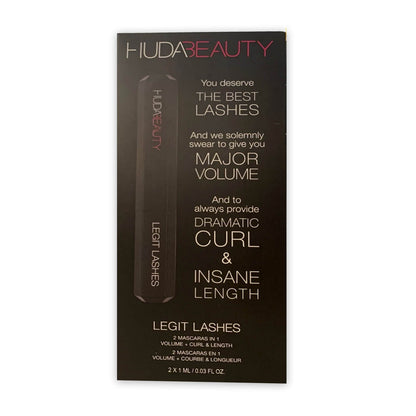 HUDABEAUTY
You deserve
THE BEST
LASHES
And we solemnly
swear to give you
MAJOR
VOLUME
And to
always provide
DRAMATIC
CURL
&
INSANE
LENGTH
HUDABEAUTY
LEGIT LASHES
LEGIT LASHES
2 MASCARAS IN 1
VOLUME + CURL & LENGTH
2 MASCARAS EN 1
VOLUME + COURBE & LONGUEUR
2 X 1 ML / 0.03 FL OZ.